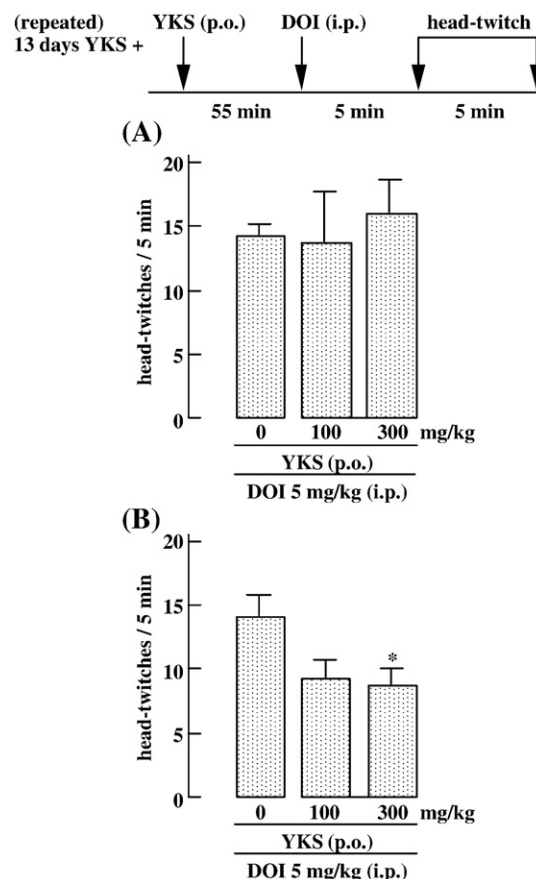 (repeated) YKS (p.o.) DOI (i.p.) head-twitch
13 days YKS +
55 min 5 min 5 min
(A)
20
15
10
5
0
head-twitches / 5 min
0 100 300 mg/kg
YKS (p.o.)
DOI 5 mg/kg (i.p.)
(B)
20
15
10
5
0
head-twitches / 5 min
*
0 100 300 mg/kg
YKS (p.o.)
DOI 5 mg/kg (i.p.)